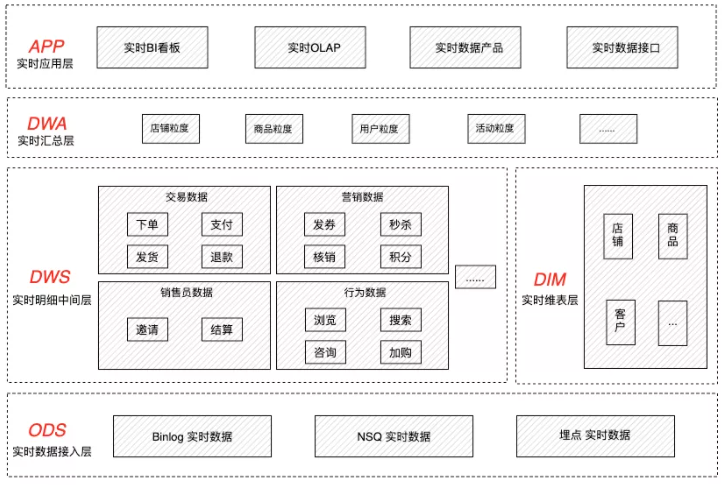 APP
实时应用层
实时BI看板
实时OLAP
实时数据产品
实时数据接口
DWA
实时汇总层
店铺粒度
商品粒度
用户粒度
活动粒度
......
DWS
实时明细中间层
交易数据
下单
支付
发货
退款
营销数据
发券
秒杀
核销
积分
销售员数据
邀请
结算
行为数据
浏览
搜索
咨询
加购
......
DIM
实时维表层
店铺
商品
客户
...
ODS
实时数据接入层
Binlog 实时数据
NSQ 实时数据
埋点 实时数据